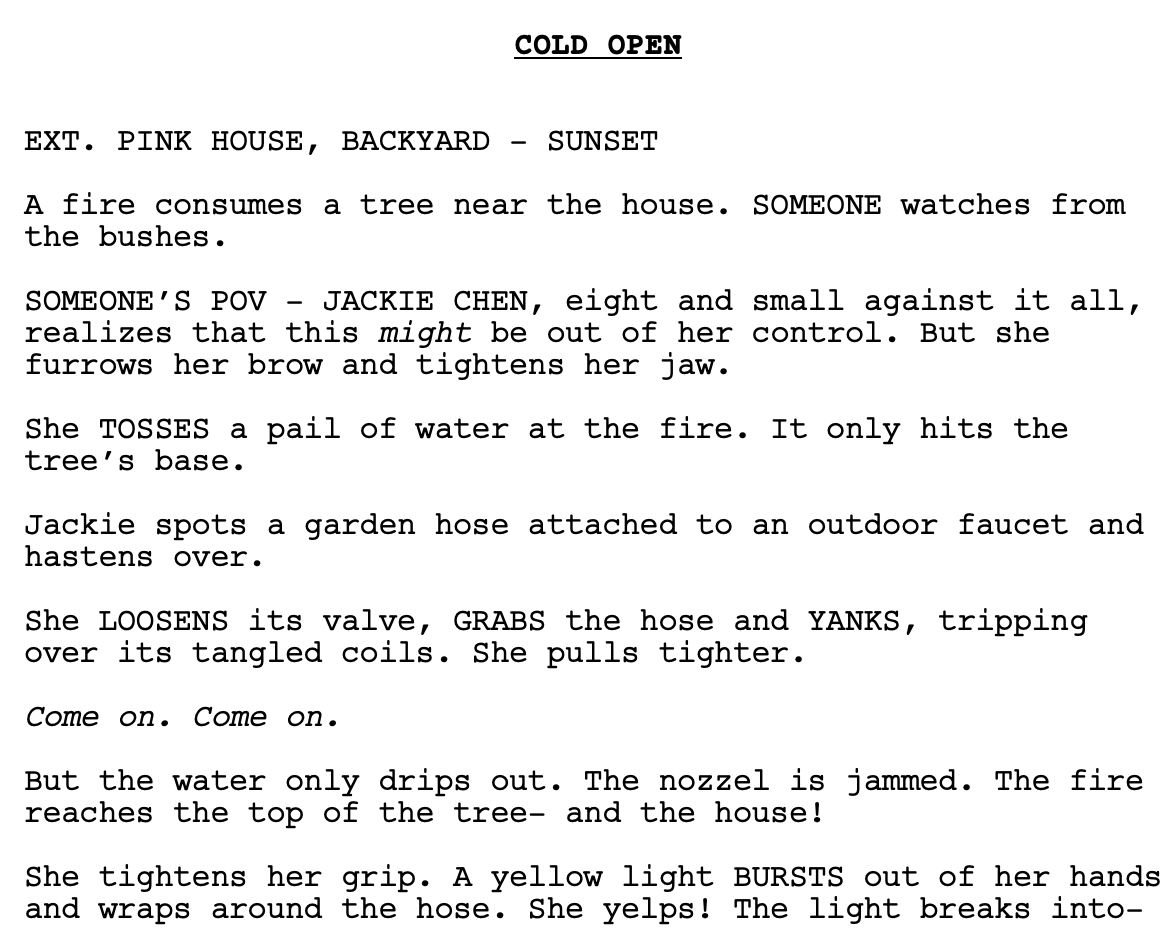 COLD OPEN
EXT. PINK HOUSE, BACKYARD - SUNSET
A fire consumes a tree near the house. SOMEONE watches from
the bushes.
SOMEONE’S POV - JACKIE CHEN, eight and small against it all,
realizes that this might be out of her control. But she
furrows her brow and tightens her jaw.
She TOSSES a pail of water at the fire. It only hits the
tree’s base.
Jackie spots a garden hose attached to an outdoor faucet and
hastens over.
She LOOSENS its valve, GRABS the hose and YANKS, tripping
over its tangled coils. She pulls tighter.
Come on. Come on.
But the water only drips out. The nozzel is jammed. The fire
reaches the top of the tree- and the house!
She tightens her grip. A yellow light BURSTS out of her hands
and wraps around the hose. She yelps! The light breaks into-